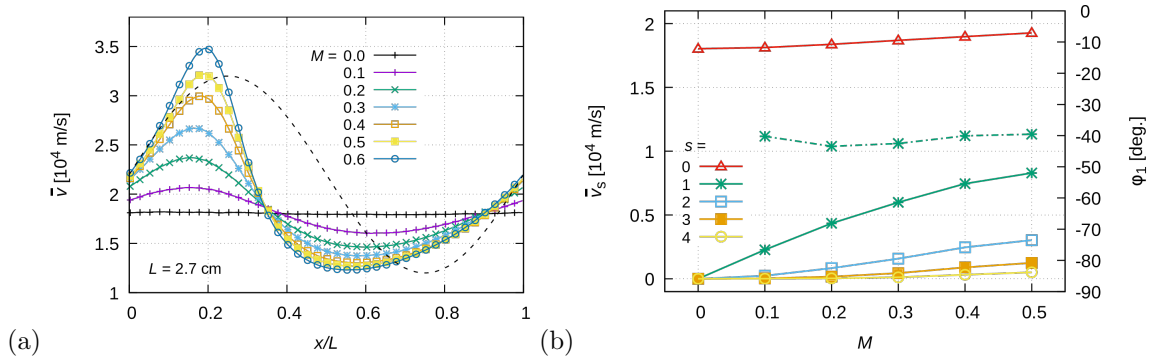 3.5
3
2.5
2
1.5
1
v̄ [10⁴ m/s]
M = 0.0
0.1
0.2
0.3
0.4
0.5
0.6
L = 2.7 cm
0 0.2 0.4 0.6 0.8 1
x/L
(a)
2
1.5
1
0.5
0
v̄s [10⁴ m/s]
s =
0
1
2
3
4
0
-10
-20
-30
-40
-50
-60
-70
-80
-90
φ₁ [deg.]
0 0.1 0.2 0.3 0.4 0.5
M
(b)